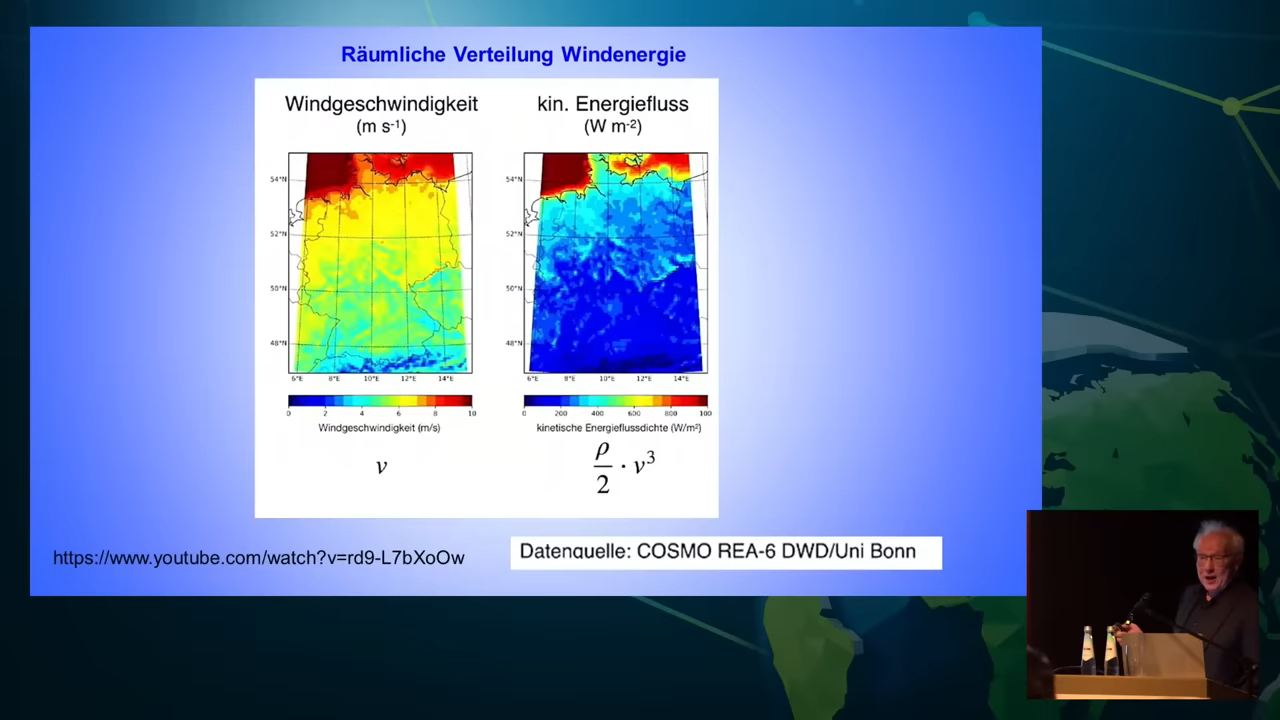 Räumliche Verteilung Windenergie
Windgeschwindigkeit
(m s-1)
kin. Energiefluss
(W m-2)
54°N
52°N
50°N
48°N
6°E 8°E 10°E 12°E 14°E
54°N
52°N
50°N
48°N
6°E 8°E 10°E 12°E 14°E
0 2 4 6 8 10
Windgeschwindigkeit (m/s)
0 200 400 600 800 100
kinetische Energieflussdichte (W/m²)
v
ρ/2 · v³
https://www.youtube.com/watch?v=rd9-L7bXoOw
Datenquelle: COSMO REA-6 DWD/Uni Bonn